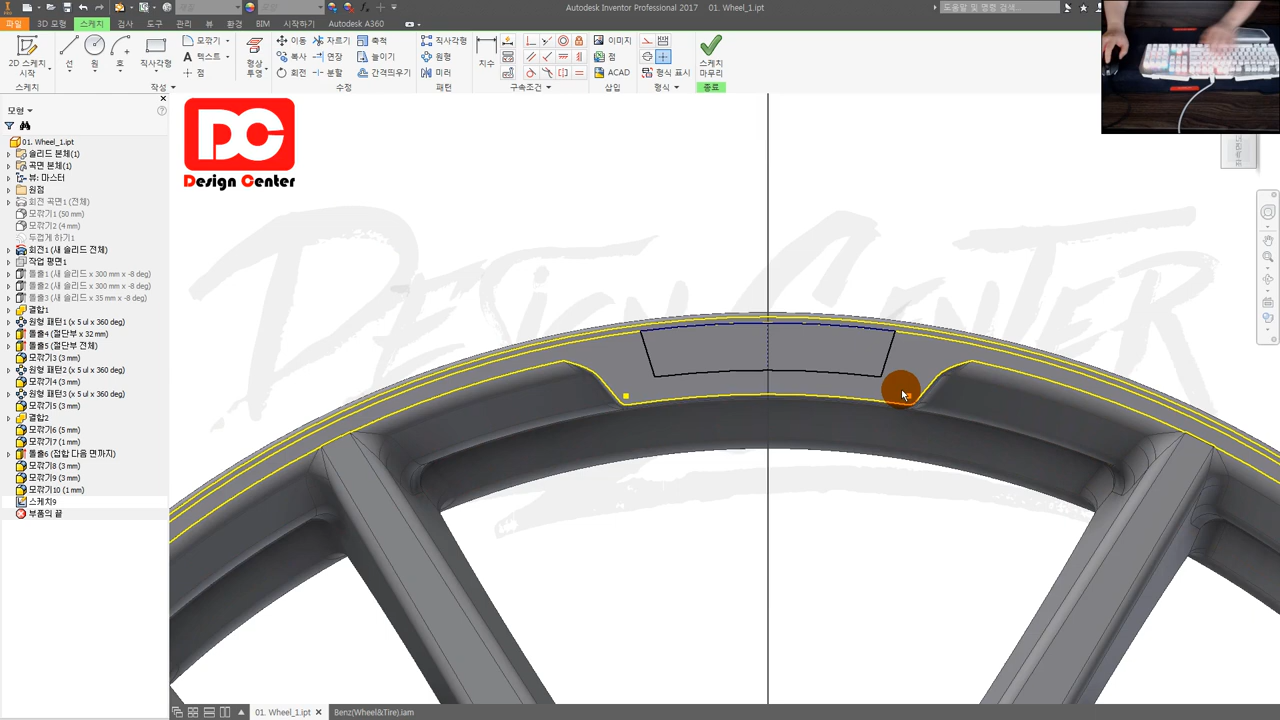 Autodesk Inventor Professional 2017 01. Wheel_1.ipt
도움말 및 명령 검색...
파일 3D 모형 스케치 검사 도구 관리 뷰 환경 BIM 시작하기 Autodesk A360
2D 스케치 시작
선 원 호 직사각형
모깎기
텍스트
점
형상 투영
이동 자르기 축척
복사 연장 늘이기
회전 분할 간격띄우기
직사각형
원형
미러
치수
이미지
점
ACAD
형식 표시
스케치 마무리
스케치 작성 수정 패턴 구속조건 삽입 형식 종료
모형
01. Wheel_1.ipt
솔리드 본체(1)
곡면 본체(1)
뷰: 마스터
원점
회전 곡면1 (전체)
모깎기1 (50 mm)
모깎기2 (4 mm)
두껍게 하기1
회전1 (새 솔리드 전체)
작업 평면1
돌출1 (새 솔리드 x 300 mm x -8 deg)
돌출2 (새 솔리드 x 300 mm x -8 deg)
돌출3 (새 솔리드 x 35 mm x -8 deg)
결합1
원형 패턴1 (x 5 ul x 360 deg)
돌출4 (절단부 x 32 mm)
돌출5 (절단부 전체)
모깎기3 (3 mm)
원형 패턴2 (x 5 ul x 360 deg)
모깎기4 (3 mm)
원형 패턴3 (x 5 ul x 360 deg)
모깎기5 (3 mm)
결합2
모깎기6 (5 mm)
모깎기7 (1 mm)
돌출6 (접합 다음 면까지)
모깎기8 (3 mm)
모깎기9 (3 mm)
모깎기10 (1 mm)
스케치9
부품의 끝
DC
Design Center
DESIGN CENTER
01. Wheel_1.ipt Benz(Wheel&Tire).iam